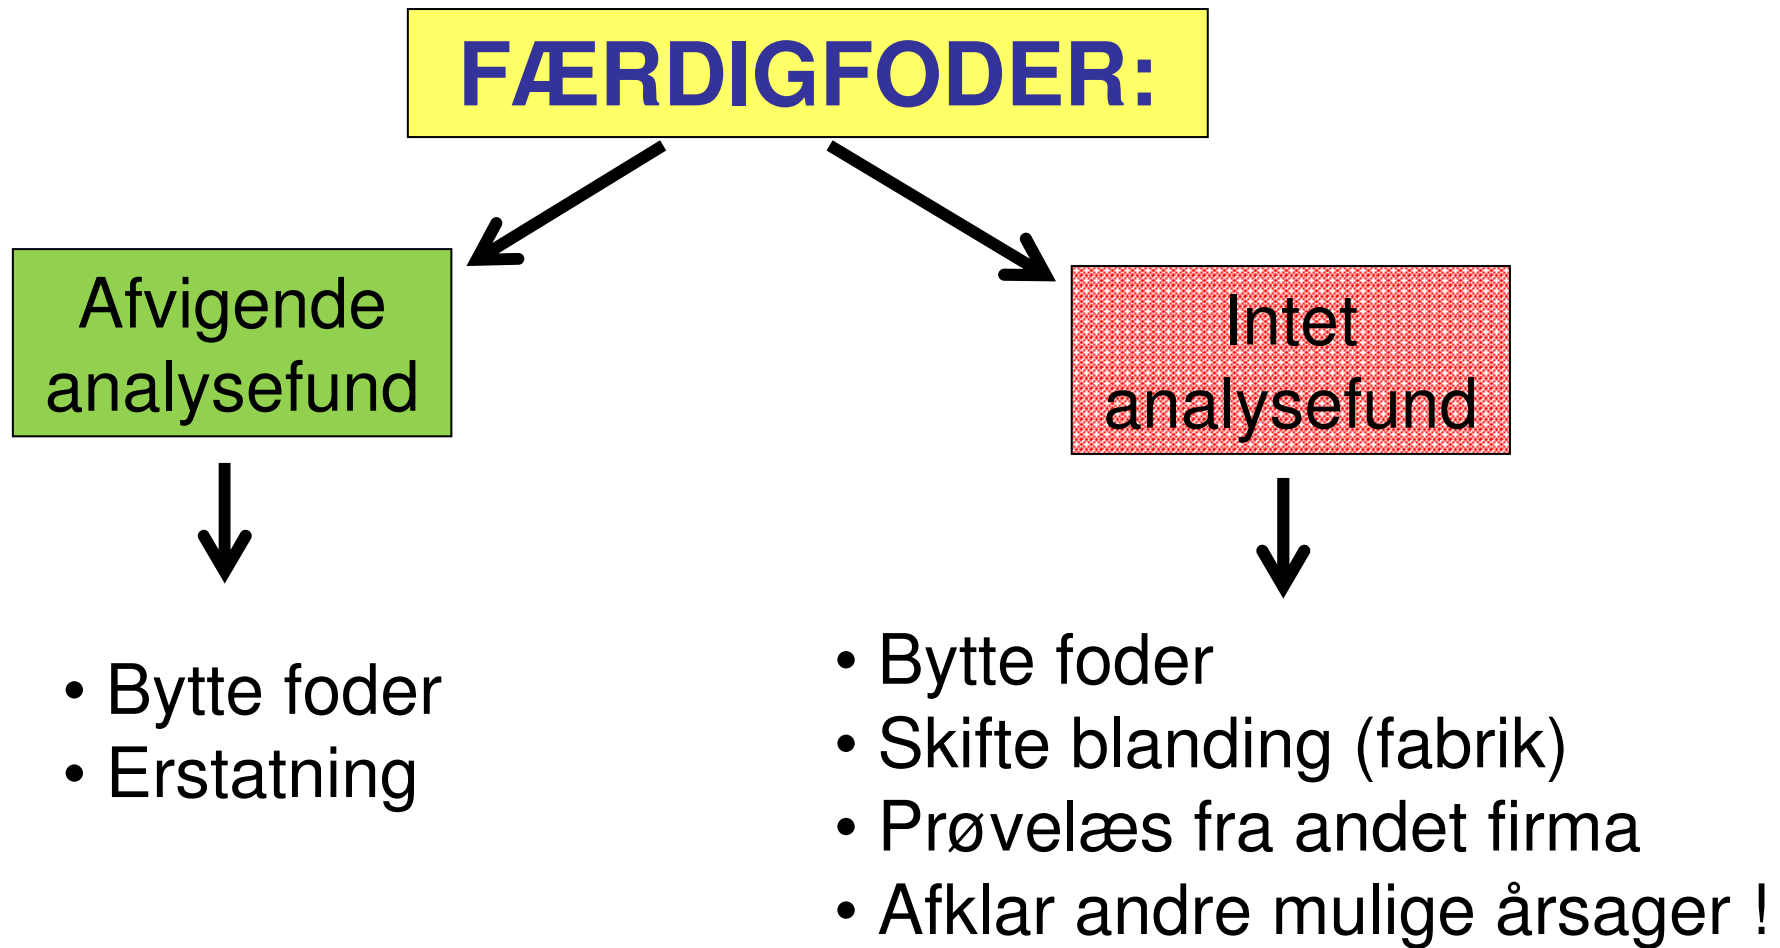 FÆRDIGFODER:
Afvigende
analysefund
• Bytte foder
• Erstatning
Intet
analysefund
• Bytte foder
• Skifte blanding (fabrik)
• Prøvelæs fra andet firma
• Afklar andre mulige årsager !